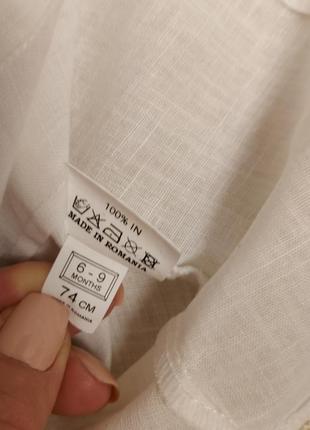 100% IN
MADE IN ROMANIA
6 - 9
MONTHS
74 CM